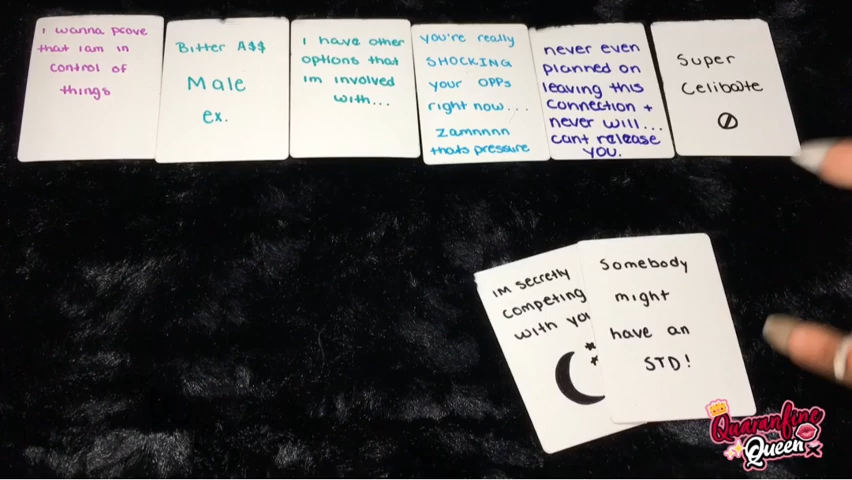 I wanna prove
that I am in
control of
things
Bitter A$$
Male
ex.
I have other
options that
im involved
with...
you're really
SHOCKING
your OPPs
right now...
zamnnnn
thats pressure
never even
planned on
leaving this
connection +
never will...
cant release
you.
Super
Celibate
Im secretly
competing
with you
Somebody
might
have an
STD!
Quaranfine
Queen